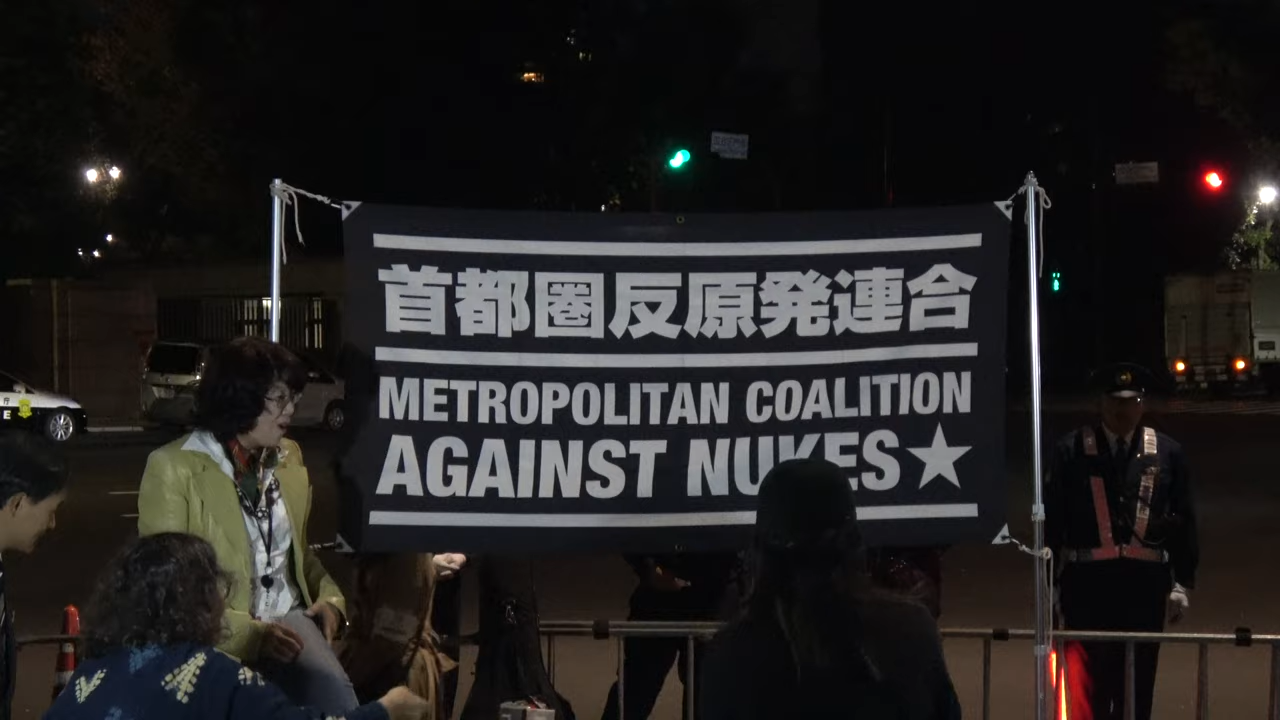 首都圏反原発連合
METROPOLITAN COALITION
AGAINST NUKES★